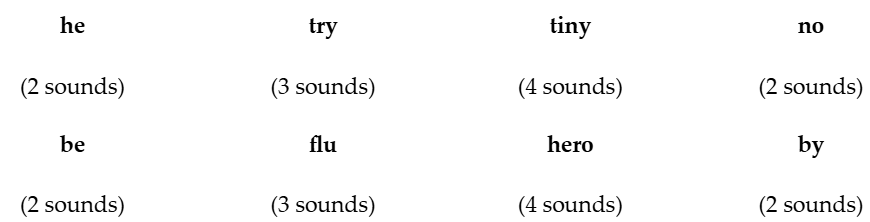 he try tiny no
(2 sounds) (3 sounds) (4 sounds) (2 sounds)
be flu hero by
(2 sounds) (3 sounds) (4 sounds) (2 sounds)